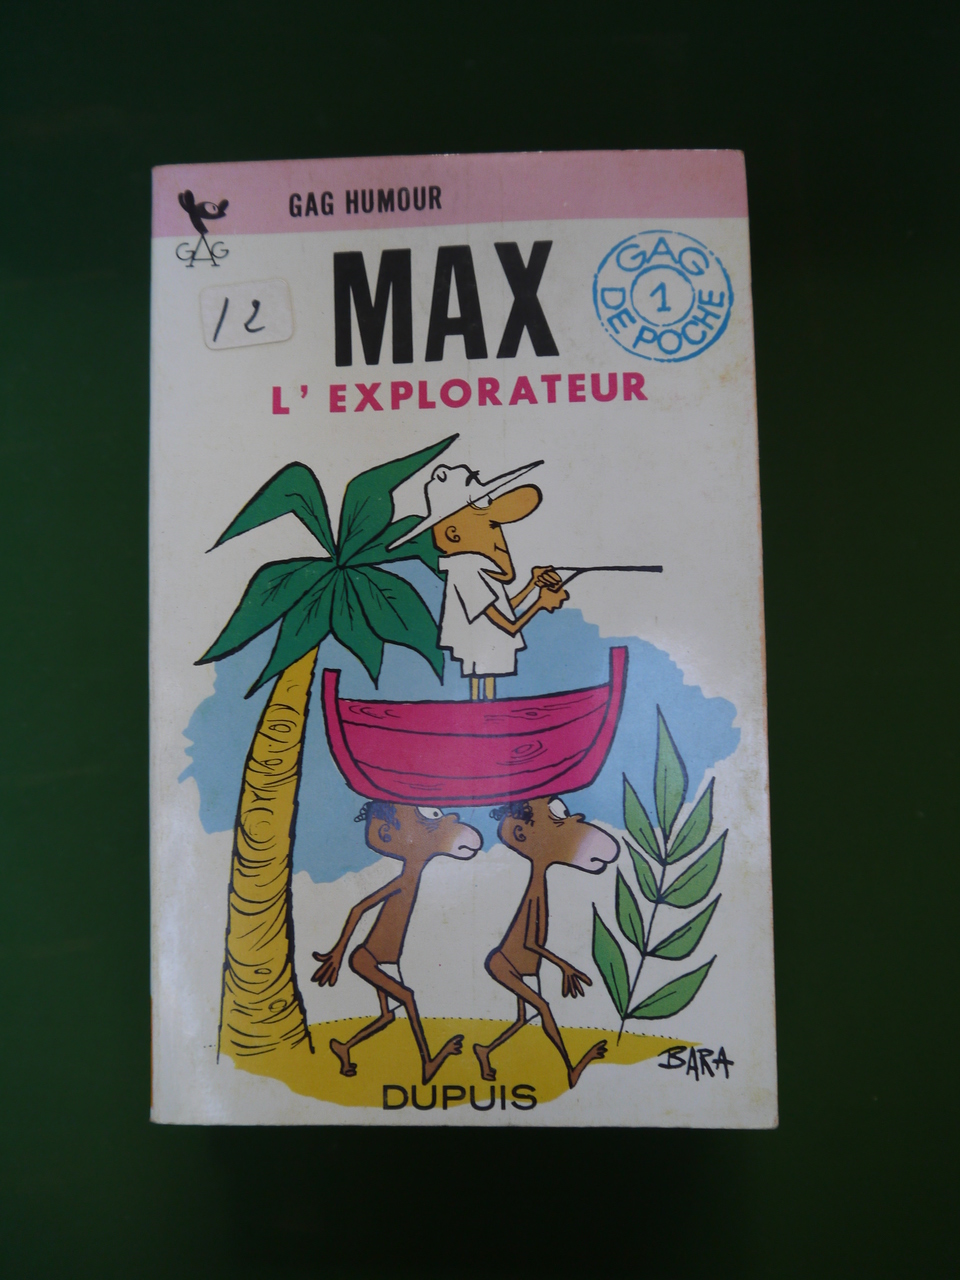 GAG HUMOUR
GAG
12
MAX
GAG
1
DE POCHE
L'EXPLORATEUR
BARA
DUPUIS